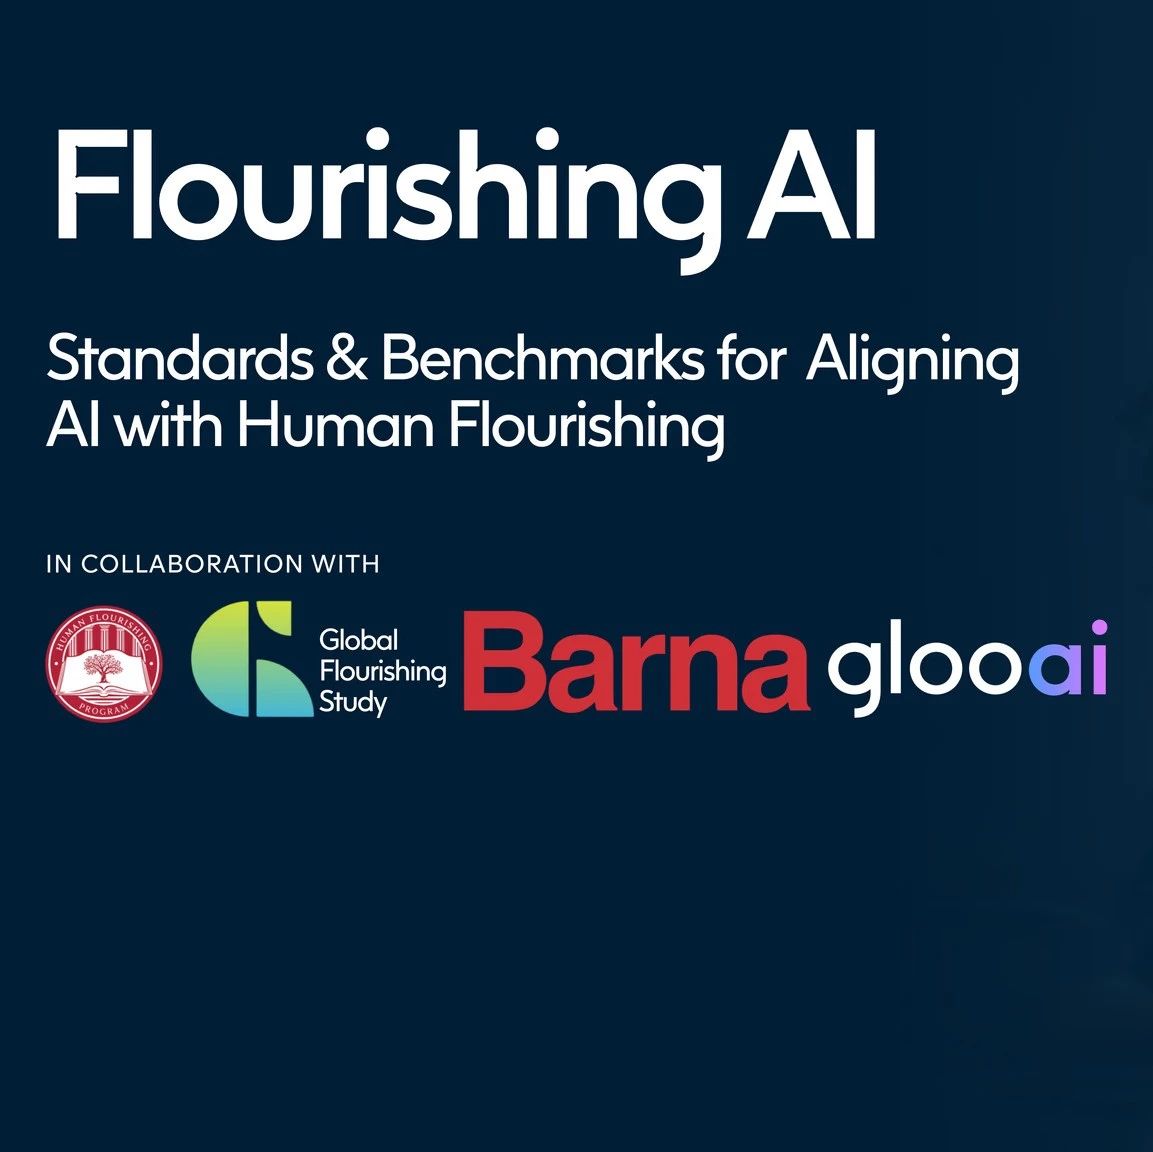 Flourishing AI
Standards & Benchmarks for Aligning
AI with Human Flourishing
IN COLLABORATION WITH
HUMAN FLOURISHING
PROGRAM
Global
Flourishing
Study
Barna
glooai